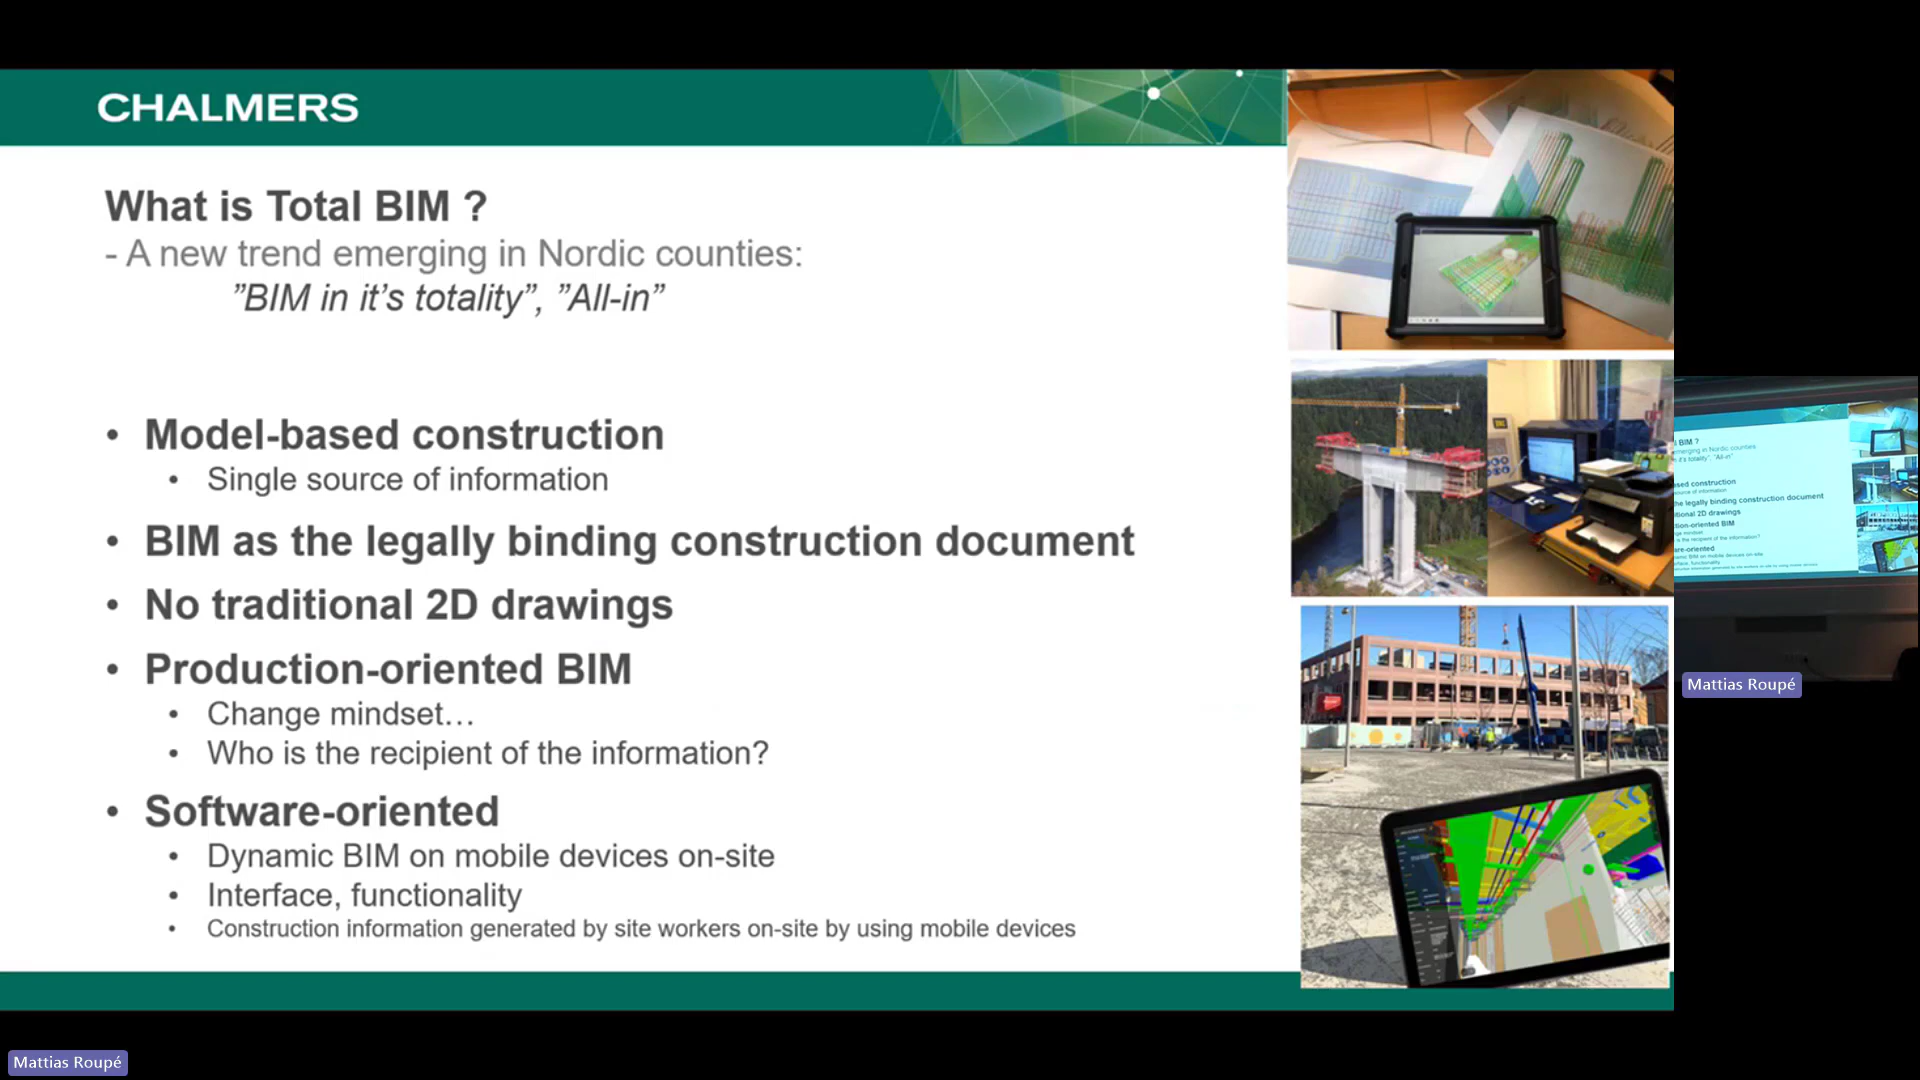 CHALMERS
What is Total BIM ?
- A new trend emerging in Nordic counties:
”BIM in it’s totality”, ”All-in”
• Model-based construction
• Single source of information
• BIM as the legally binding construction document
• No traditional 2D drawings
• Production-oriented BIM
• Change mindset…
• Who is the recipient of the information?
• Software-oriented
• Dynamic BIM on mobile devices on-site
• Interface, functionality
• Construction information generated by site workers on-site by using mobile devices
Mattias Roupé
Mattias Roupé